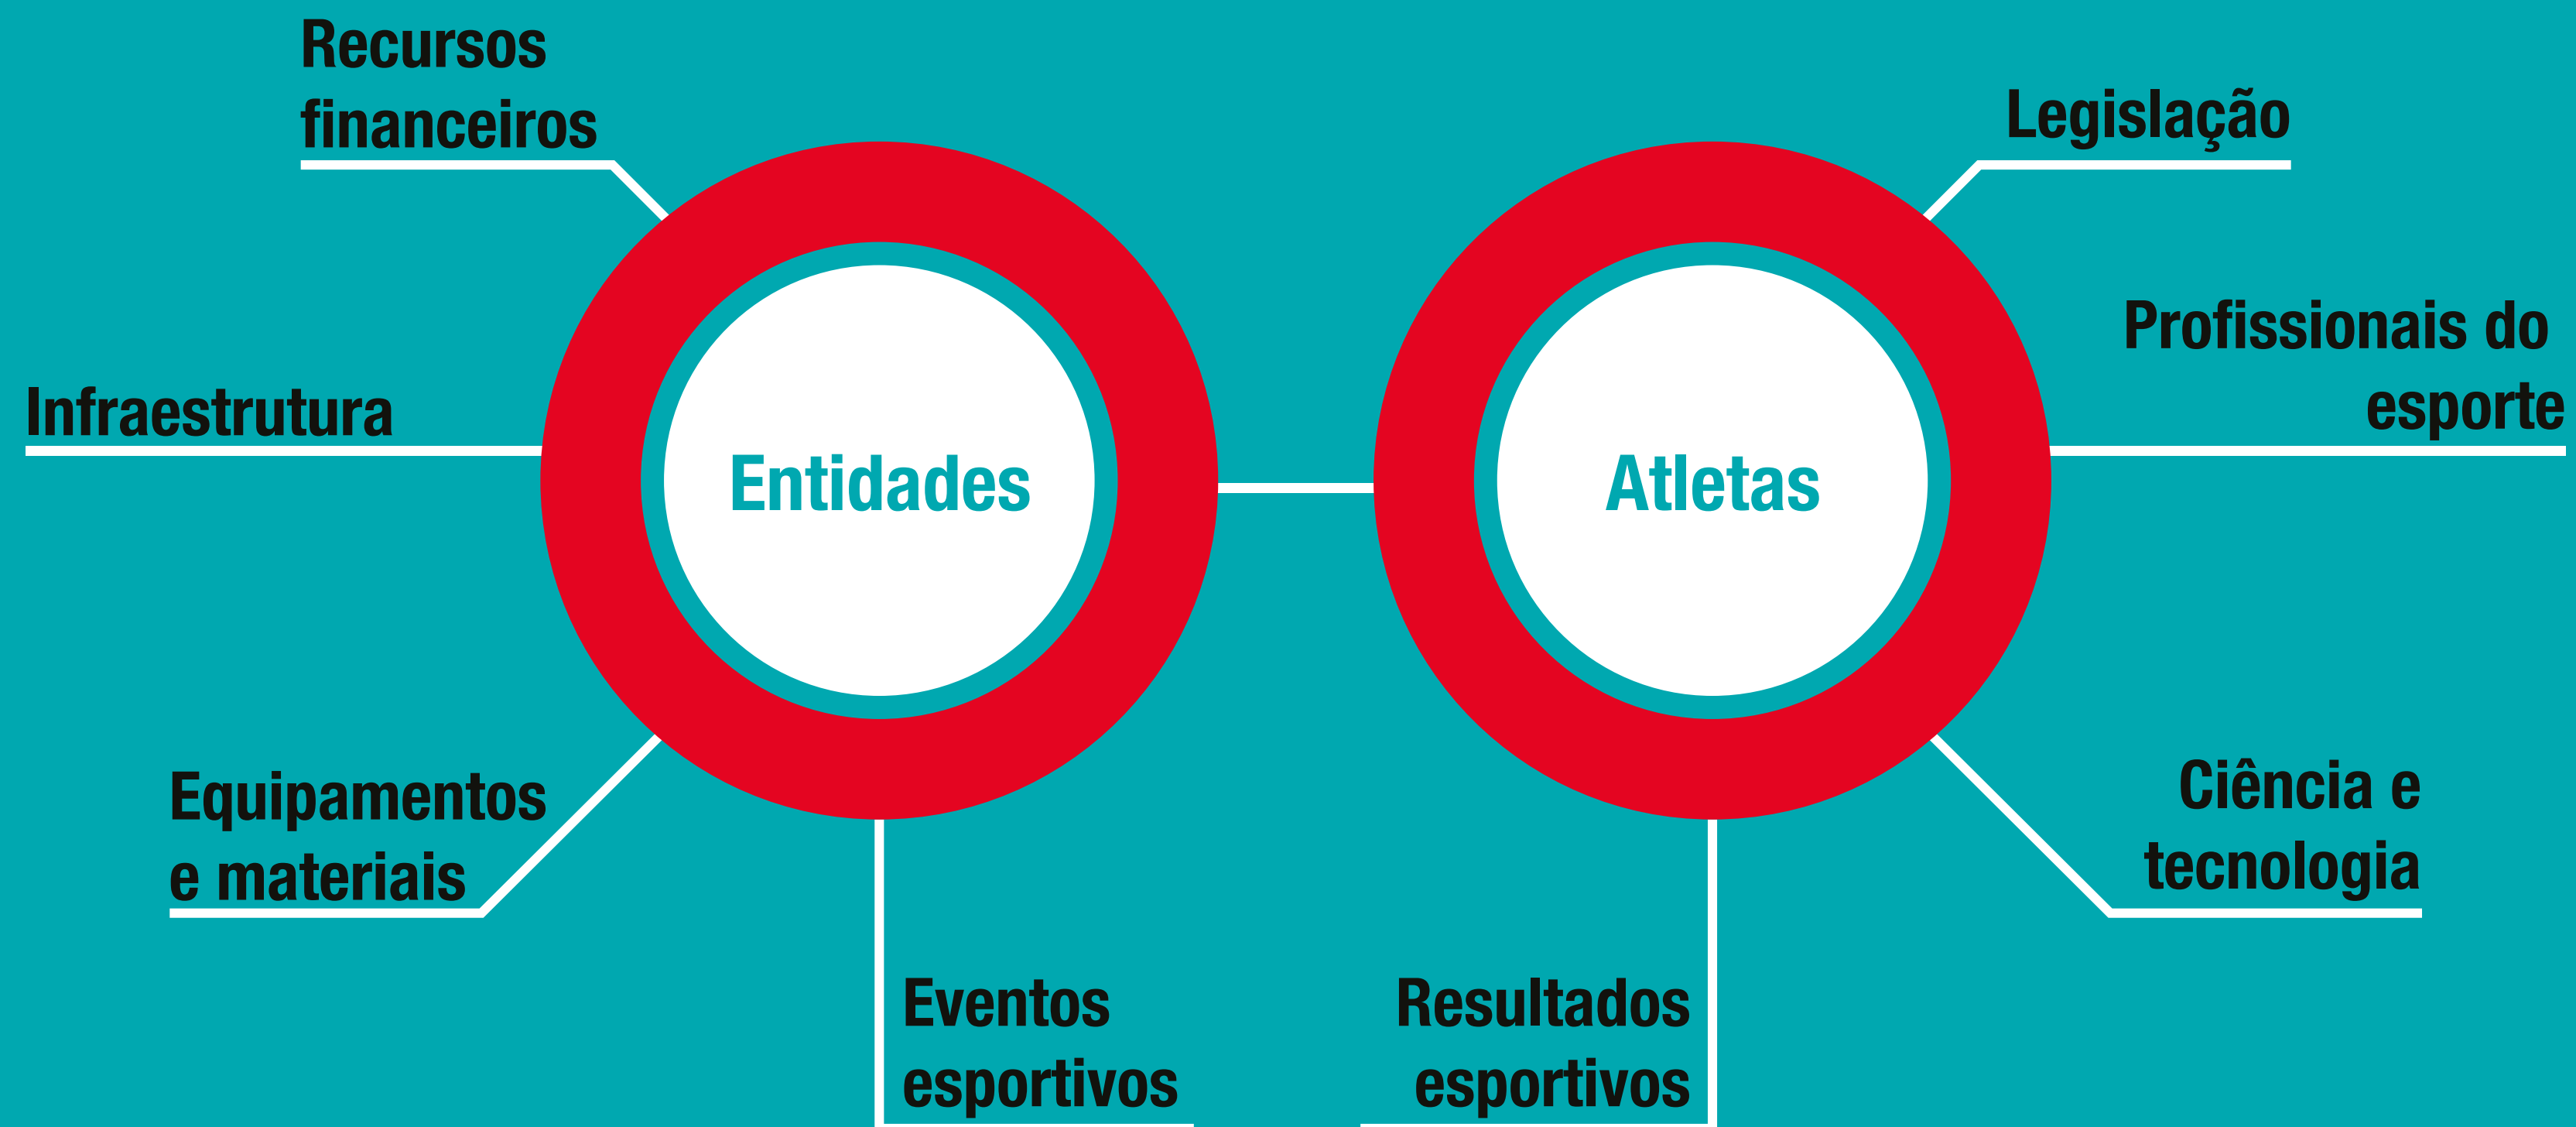 Recursos
financeiros
Legislação
Infraestrutura
Profissionais do
esporte
Entidades
Atletas
Equipamentos
e materiais
Ciência e
tecnologia
Eventos
esportivos
Resultados
esportivos